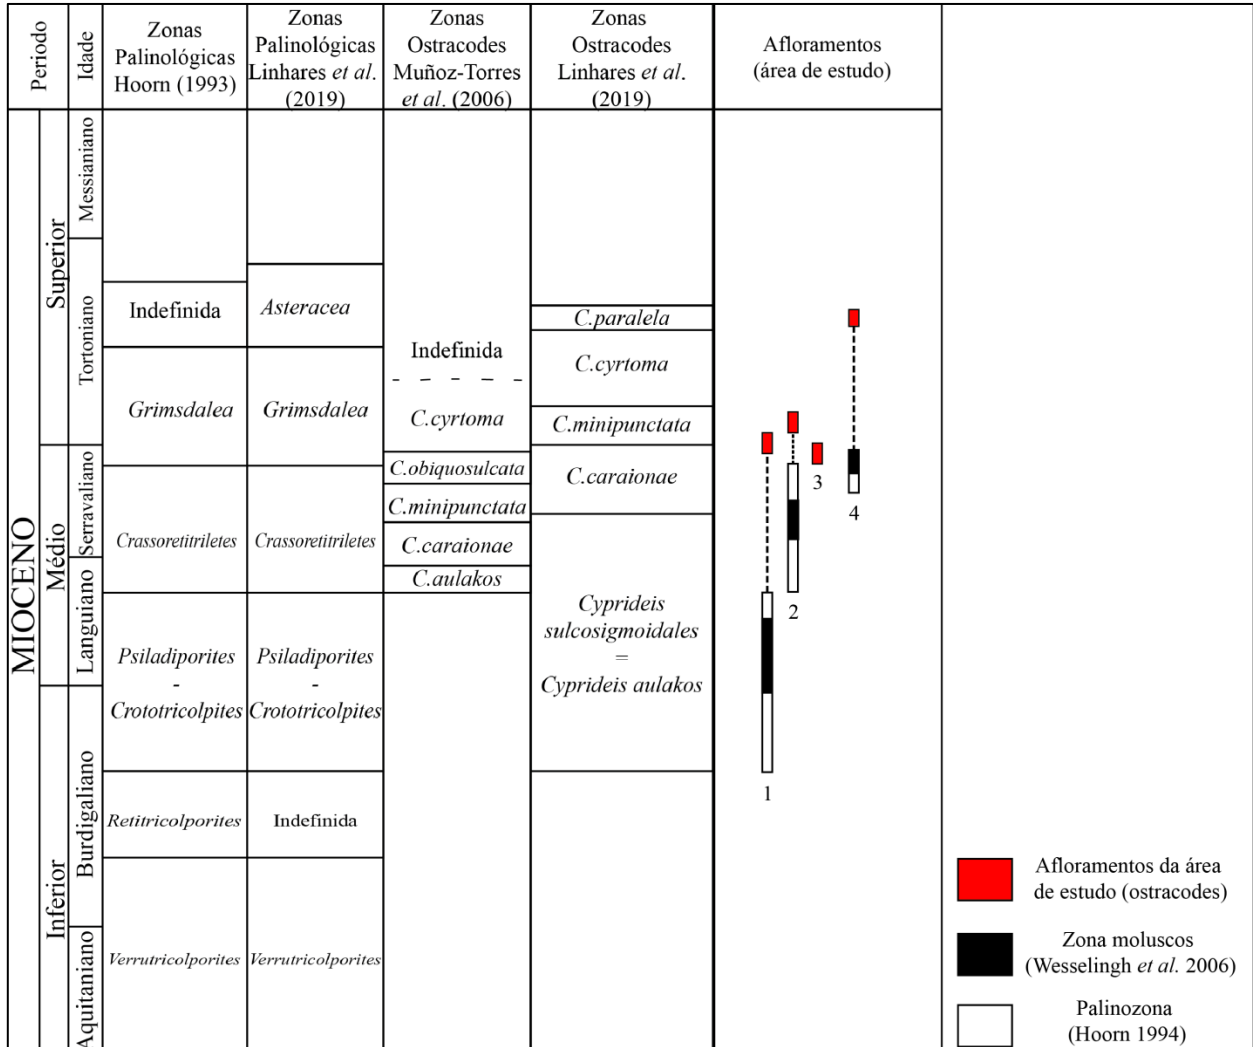 Periodo
Idade
Zonas
Palinológicas
Hoorn (1993)
Zonas
Palinológicas
Linhares et al.
(2019)
Zonas
Ostracodes
Muñoz-Torres
et al. (2006)
Zonas
Ostracodes
Linhares et al.
(2019)
Afloramentos
(área de estudo)
MIOCENO
Superior
Médio
Inferior
Messianiano
Tortoniano
Serravaliano
Languiano
Burdigaliano
Aquitaniano
Indefinida
Grimsdalea
Crassoretitriletes
Psiladiporites
-
Crototricolpites
Retitricolporites
Verrutricolporites
Asteracea
Grimsdalea
Crassoretitriletes
Psiladiporites
-
Crototricolpites
Indefinida
Verrutricolporites
Indefinida
C.cyrtoma
C.obiquosulcata
C.minipunctata
C.caraionae
C.aulakos
C.paralela
C.cyrtoma
C.minipunctata
C.caraionae
Cyprideis
sulcosigmoidales
=
Cyprideis aulakos
1
2
3
4
Afloramentos da área
de estudo (ostracodes)
Zona moluscos
(Wesselingh et al. 2006)
Palinozona
(Hoorn 1994)